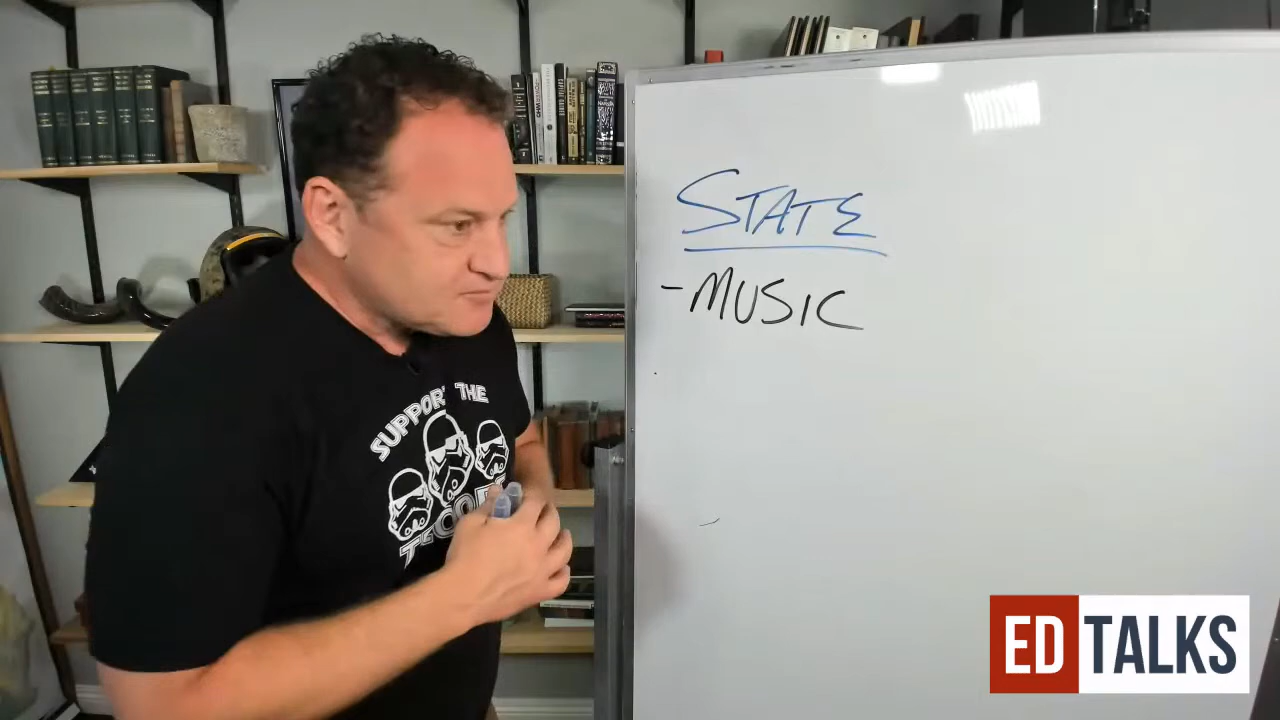 STATE
- MUSIC
SUPPORT THE
ED TALKS